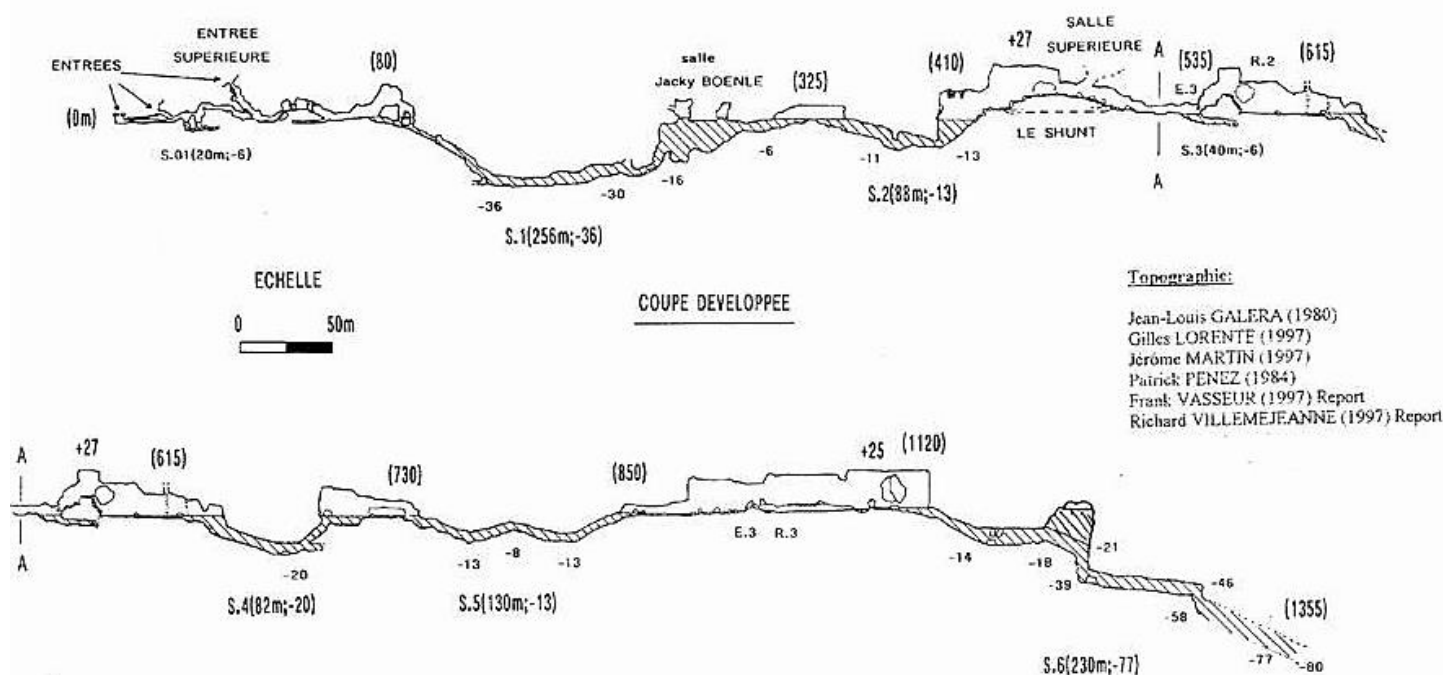 ENTREES
ENTREE
SUPERIEURE
(0m)
S.01(20m;-6)
(80)
-36
S.1(256m;-36)
-30
-16
salle
Jacky BOENLE
-6
(325)
-11
S.2(88m;-13)
(410)
-13
+27
SALLE
SUPERIEURE
LE SHUNT
A
A
(535)
E.3
R.2
(615)
S.3(40m;-6)
ECHELLE
0 50m
COUPE DEVELOPPEE
Topographie:
Jean-Louis GALERA (1980)
Gilles LORENTE (1997)
Jérôme MARTIN (1997)
Patrick PENEZ (1984)
Frank VASSEUR (1997) Report
Richard VILLEMEJEANNE (1997) Report
A
A
+27
(615)
-20
S.4(82m;-20)
(730)
-13
-8
-13
S.5(130m;-13)
(850)
E.3 R.3
+25
(1120)
-14
-18
-21
-39
-46
-58
(1355)
-77
-80
S.6(230m;-77)